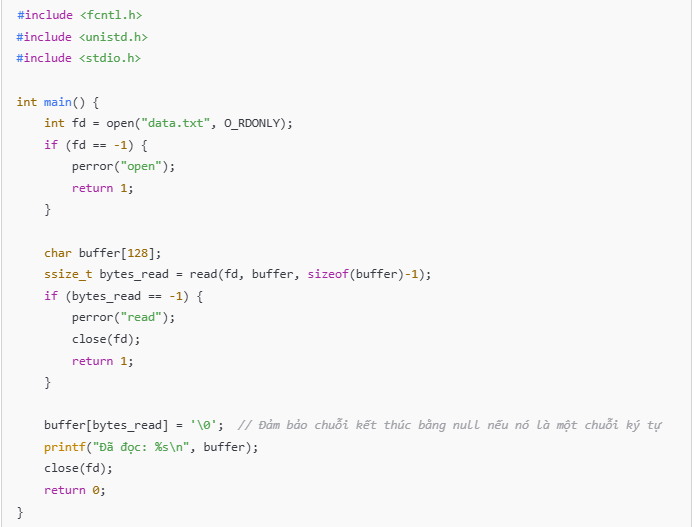 #include <fcntl.h>
#include <unistd.h>
#include <stdio.h>

int main() {
    int fd = open("data.txt", O_RDONLY);
    if (fd == -1) {
        perror("open");
        return 1;
    }

    char buffer[128];
    ssize_t bytes_read = read(fd, buffer, sizeof(buffer)-1);
    if (bytes_read == -1) {
        perror("read");
        close(fd);
        return 1;
    }

    buffer[bytes_read] = '\0';  // Đảm bảo chuỗi kết thúc bằng null nếu nó là một chuỗi ký tự
    printf("Đã đọc: %s\n", buffer);
    close(fd);
    return 0;
}